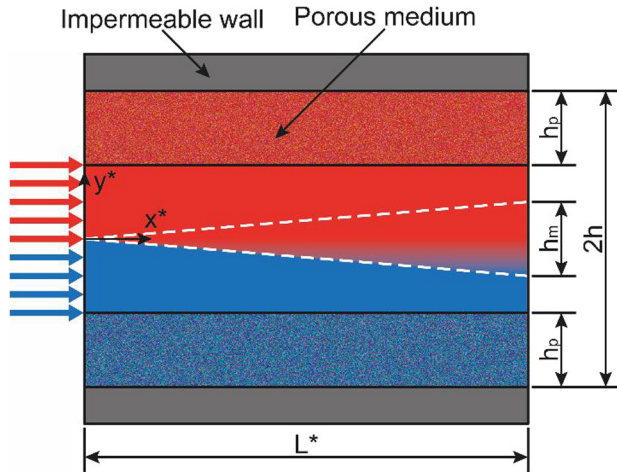 Impermeable wall
Porous medium
hp
y*
x*
hm
2h
hp
L*